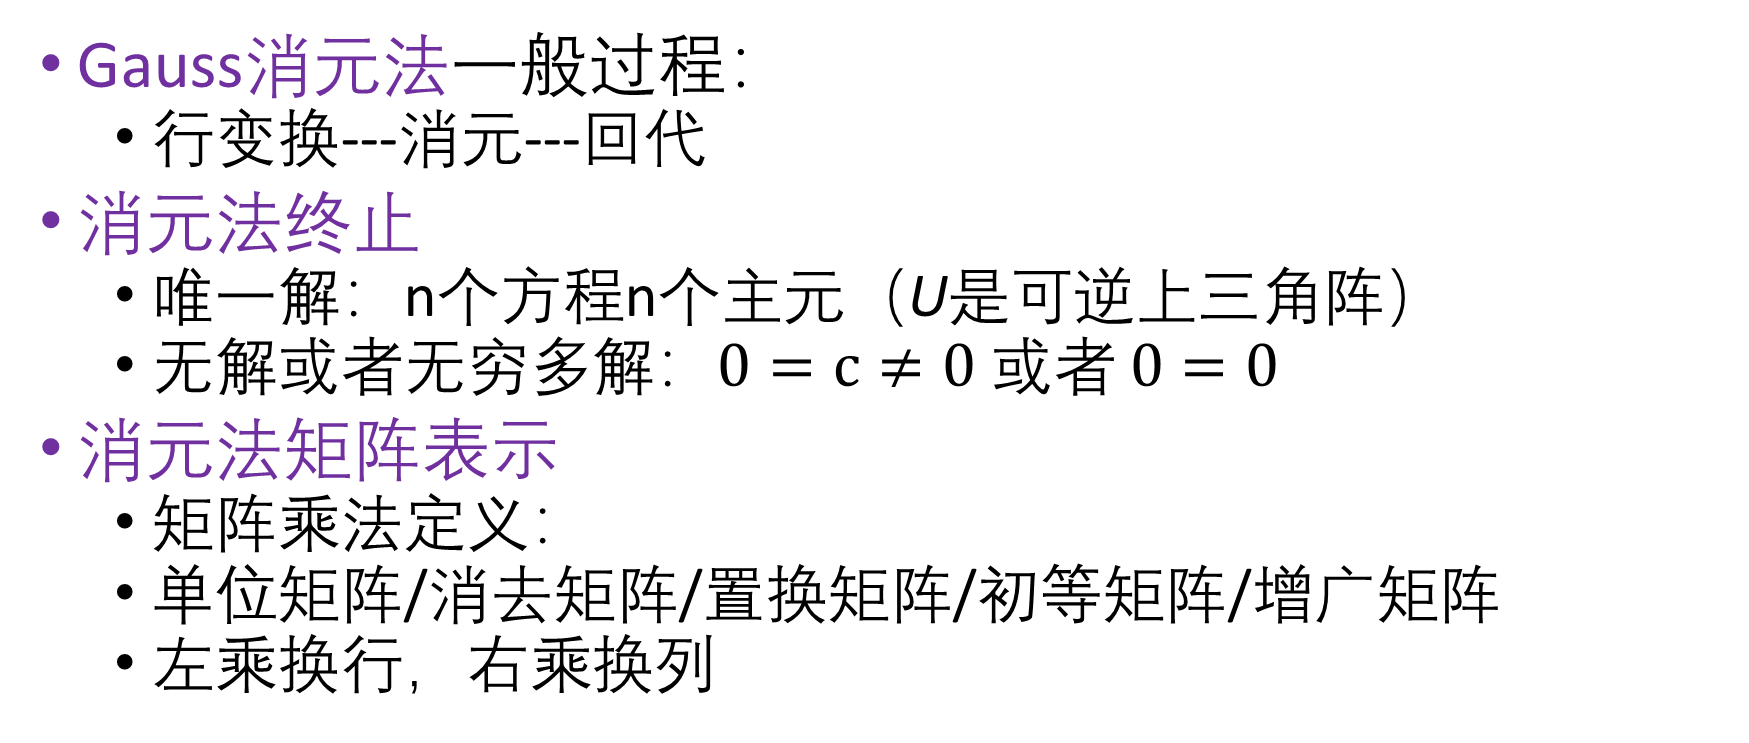 • Gauss消元法一般过程：
• 行变换---消元---回代
• 消元法终止
• 唯一解：n个方程n个主元（U是可逆上三角阵）
• 无解或者无穷多解：0 = c ≠ 0 或者 0 = 0
• 消元法矩阵表示
• 矩阵乘法定义：
• 单位矩阵/消去矩阵/置换矩阵/初等矩阵/增广矩阵
• 左乘换行，右乘换列